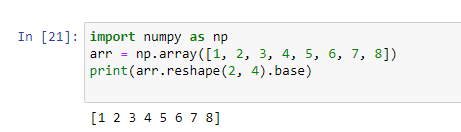 In [21]: import numpy as np
arr = np.array([1, 2, 3, 4, 5, 6, 7, 8])
print(arr.reshape(2, 4).base)
[1 2 3 4 5 6 7 8]